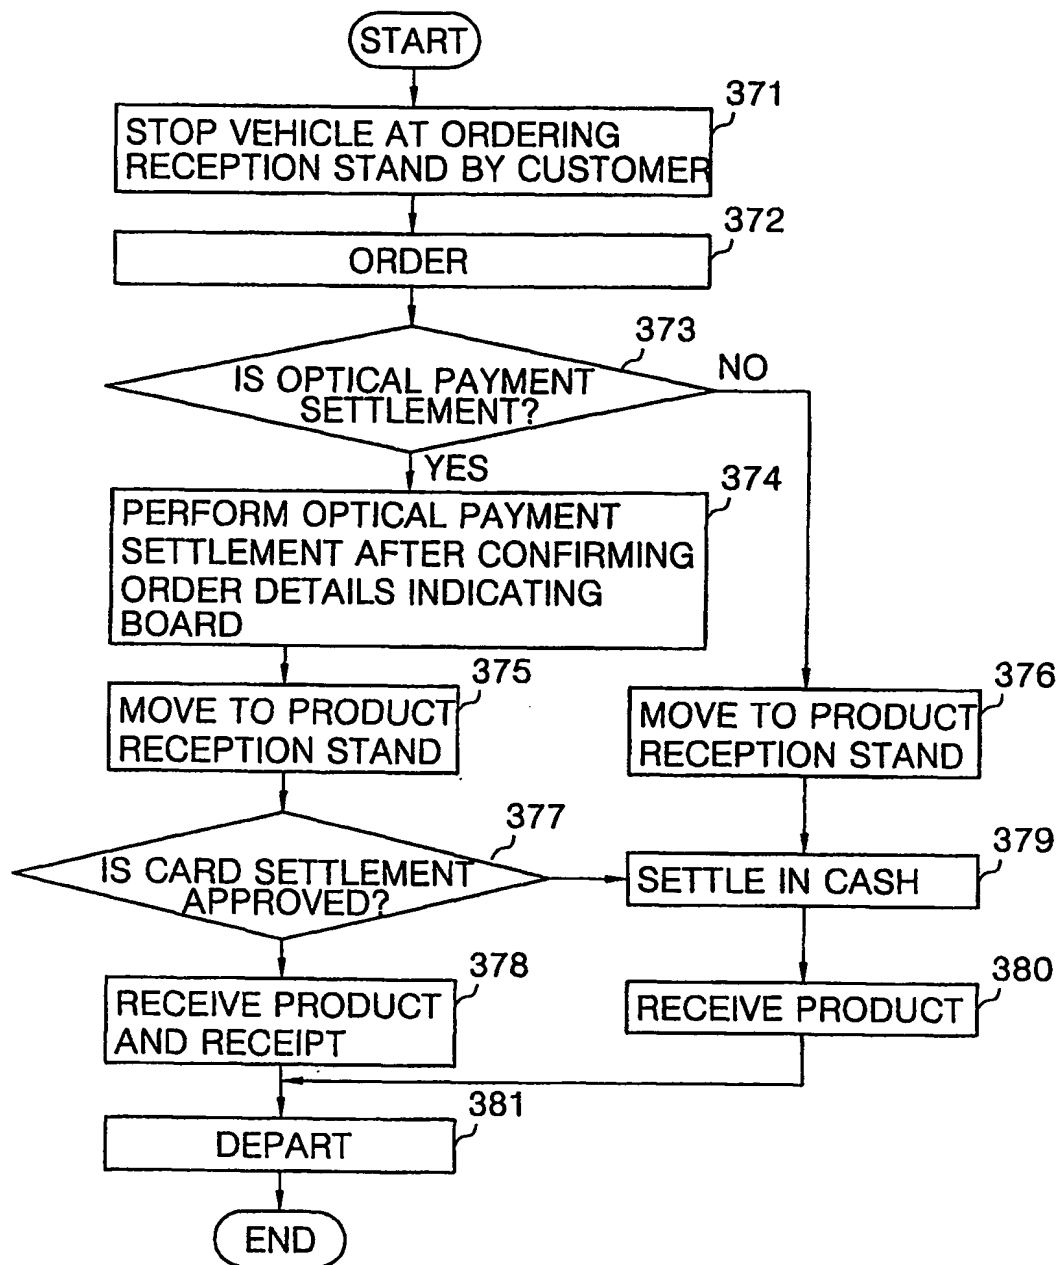 START
371
STOP VEHICLE AT ORDERING
RECEPTION STAND BY CUSTOMER
372
ORDER
373
IS OPTICAL PAYMENT
SETTLEMENT?
NO
YES
374
PERFORM OPTICAL PAYMENT
SETTLEMENT AFTER CONFIRMING
ORDER DETAILS INDICATING
BOARD
375
MOVE TO PRODUCT
RECEPTION STAND
376
MOVE TO PRODUCT
RECEPTION STAND
377
IS CARD SETTLEMENT
APPROVED?
379
SETTLE IN CASH
378
RECEIVE PRODUCT
AND RECEIPT
380
RECEIVE PRODUCT
381
DEPART
END